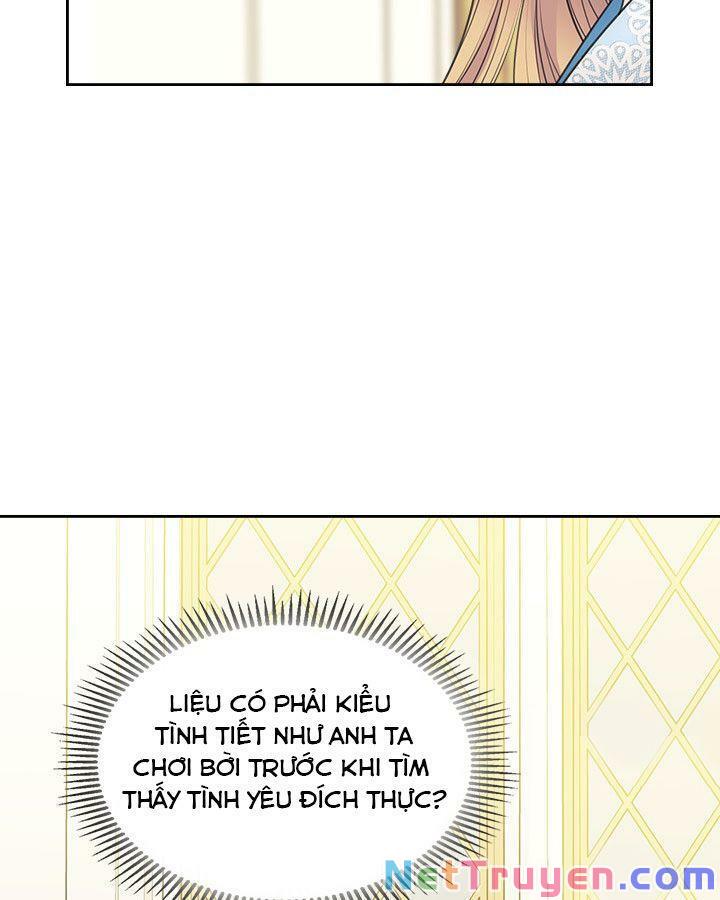 LIỆU CÓ PHẢI KIỂU
TÌNH TIẾT NHƯ ANH TA
CHƠI BỜI TRƯỚC KHI TÌM
THẤY TÌNH YÊU ĐÍCH THỰC?
NetTruyen.com